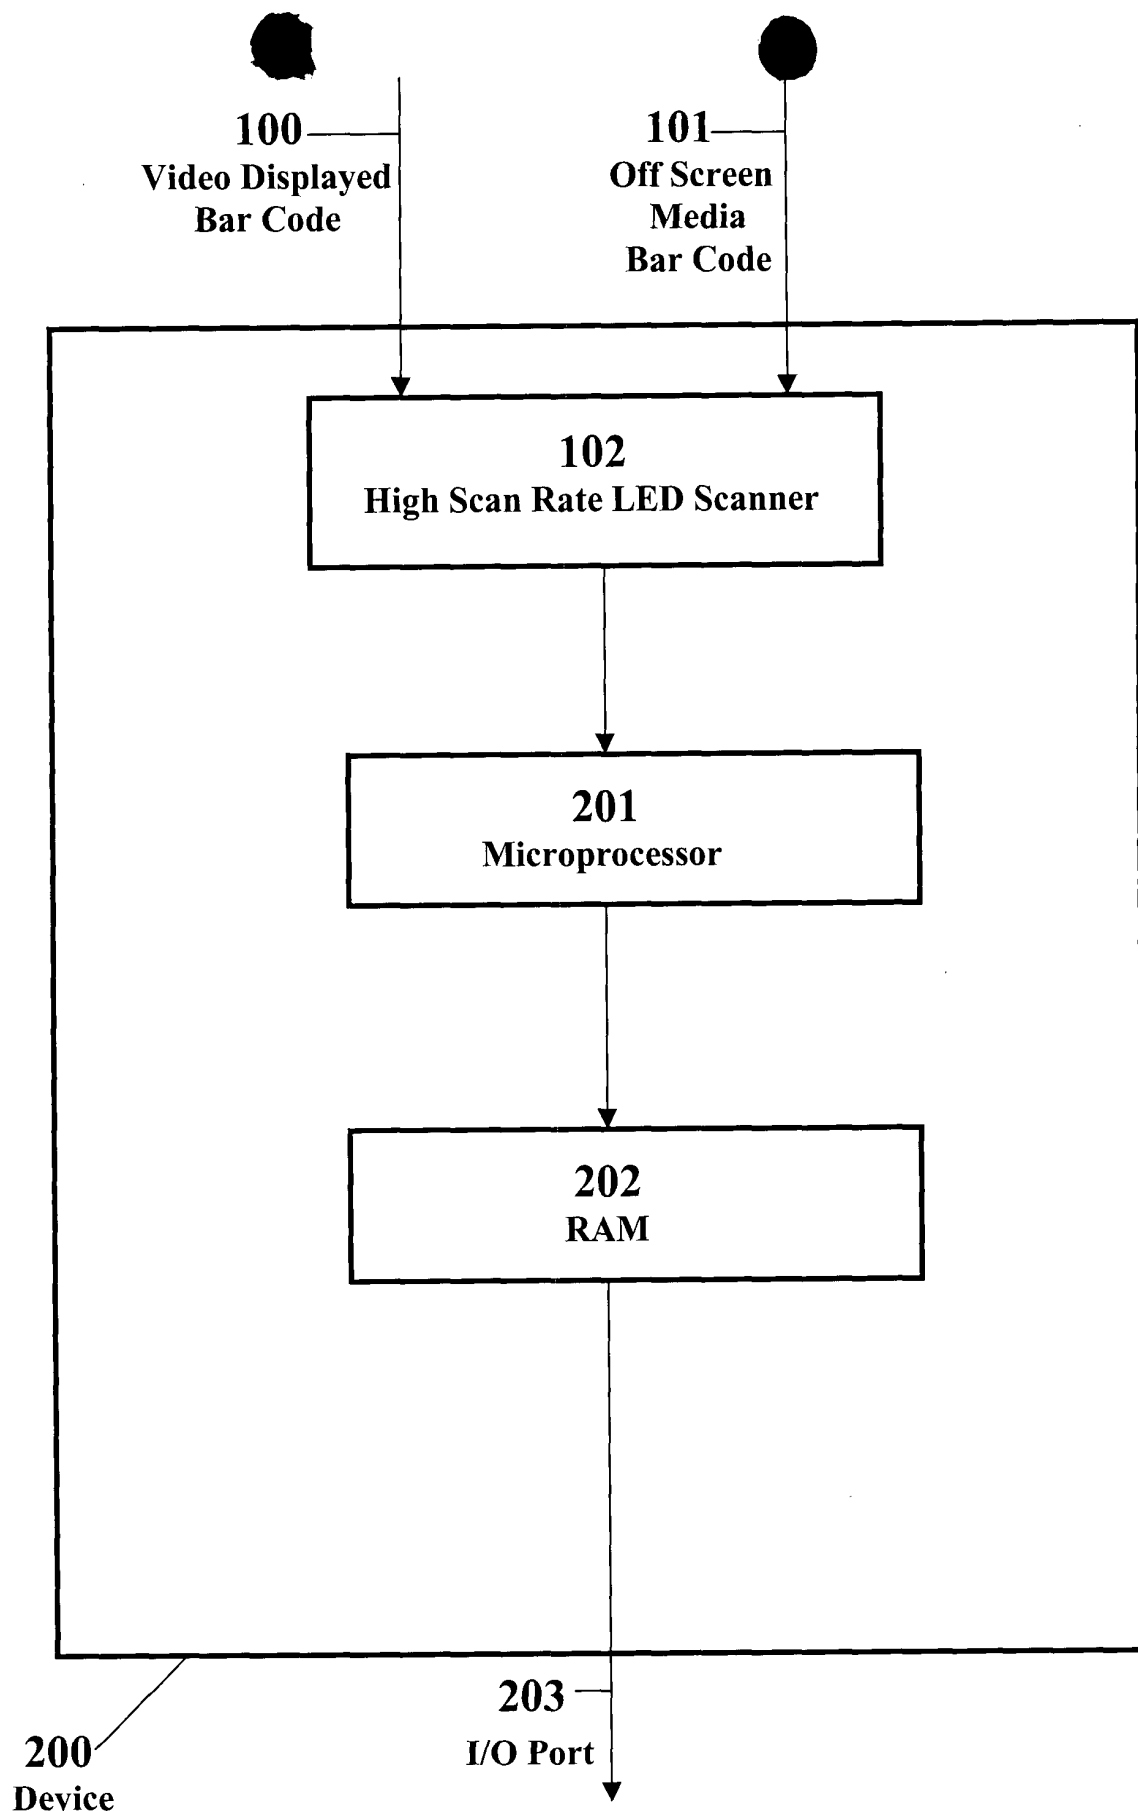 100
Video Displayed
Bar Code
101
Off Screen
Media
Bar Code
102
High Scan Rate LED Scanner
201
Microprocessor
202
RAM
203
I/O Port
200
Device